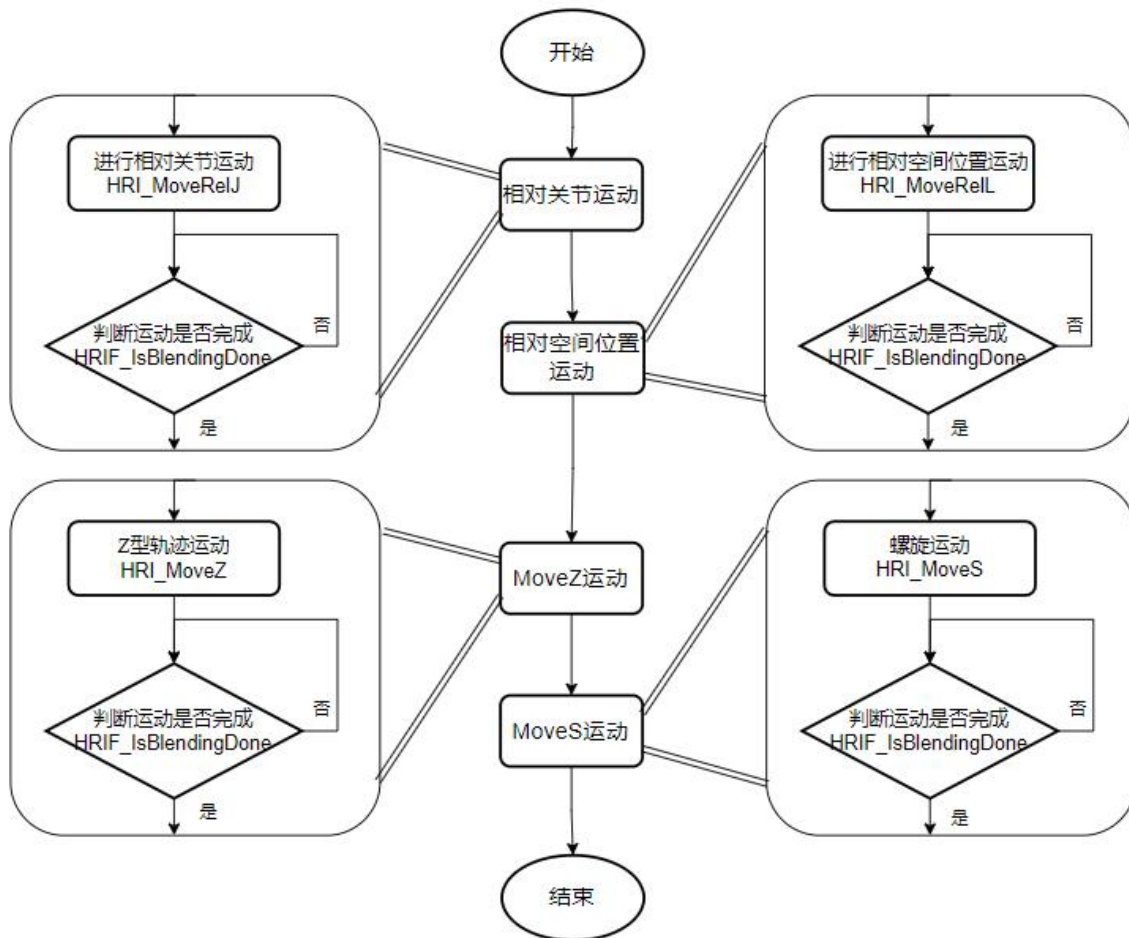 开始
进行相对关节运动
HRI_MoveRelJ
判断运动是否完成
HRIF_IsBlendingDone
否
是
相对关节运动
进行相对空间位置运动
HRI_MoveRelL
判断运动是否完成
HRIF_IsBlendingDone
否
是
相对空间位置
运动
Z型轨迹运动
HRI_MoveZ
判断运动是否完成
HRIF_IsBlendingDone
否
是
MoveZ运动
螺旋运动
HRI_MoveS
判断运动是否完成
HRIF_IsBlendingDone
否
是
MoveS运动
结束